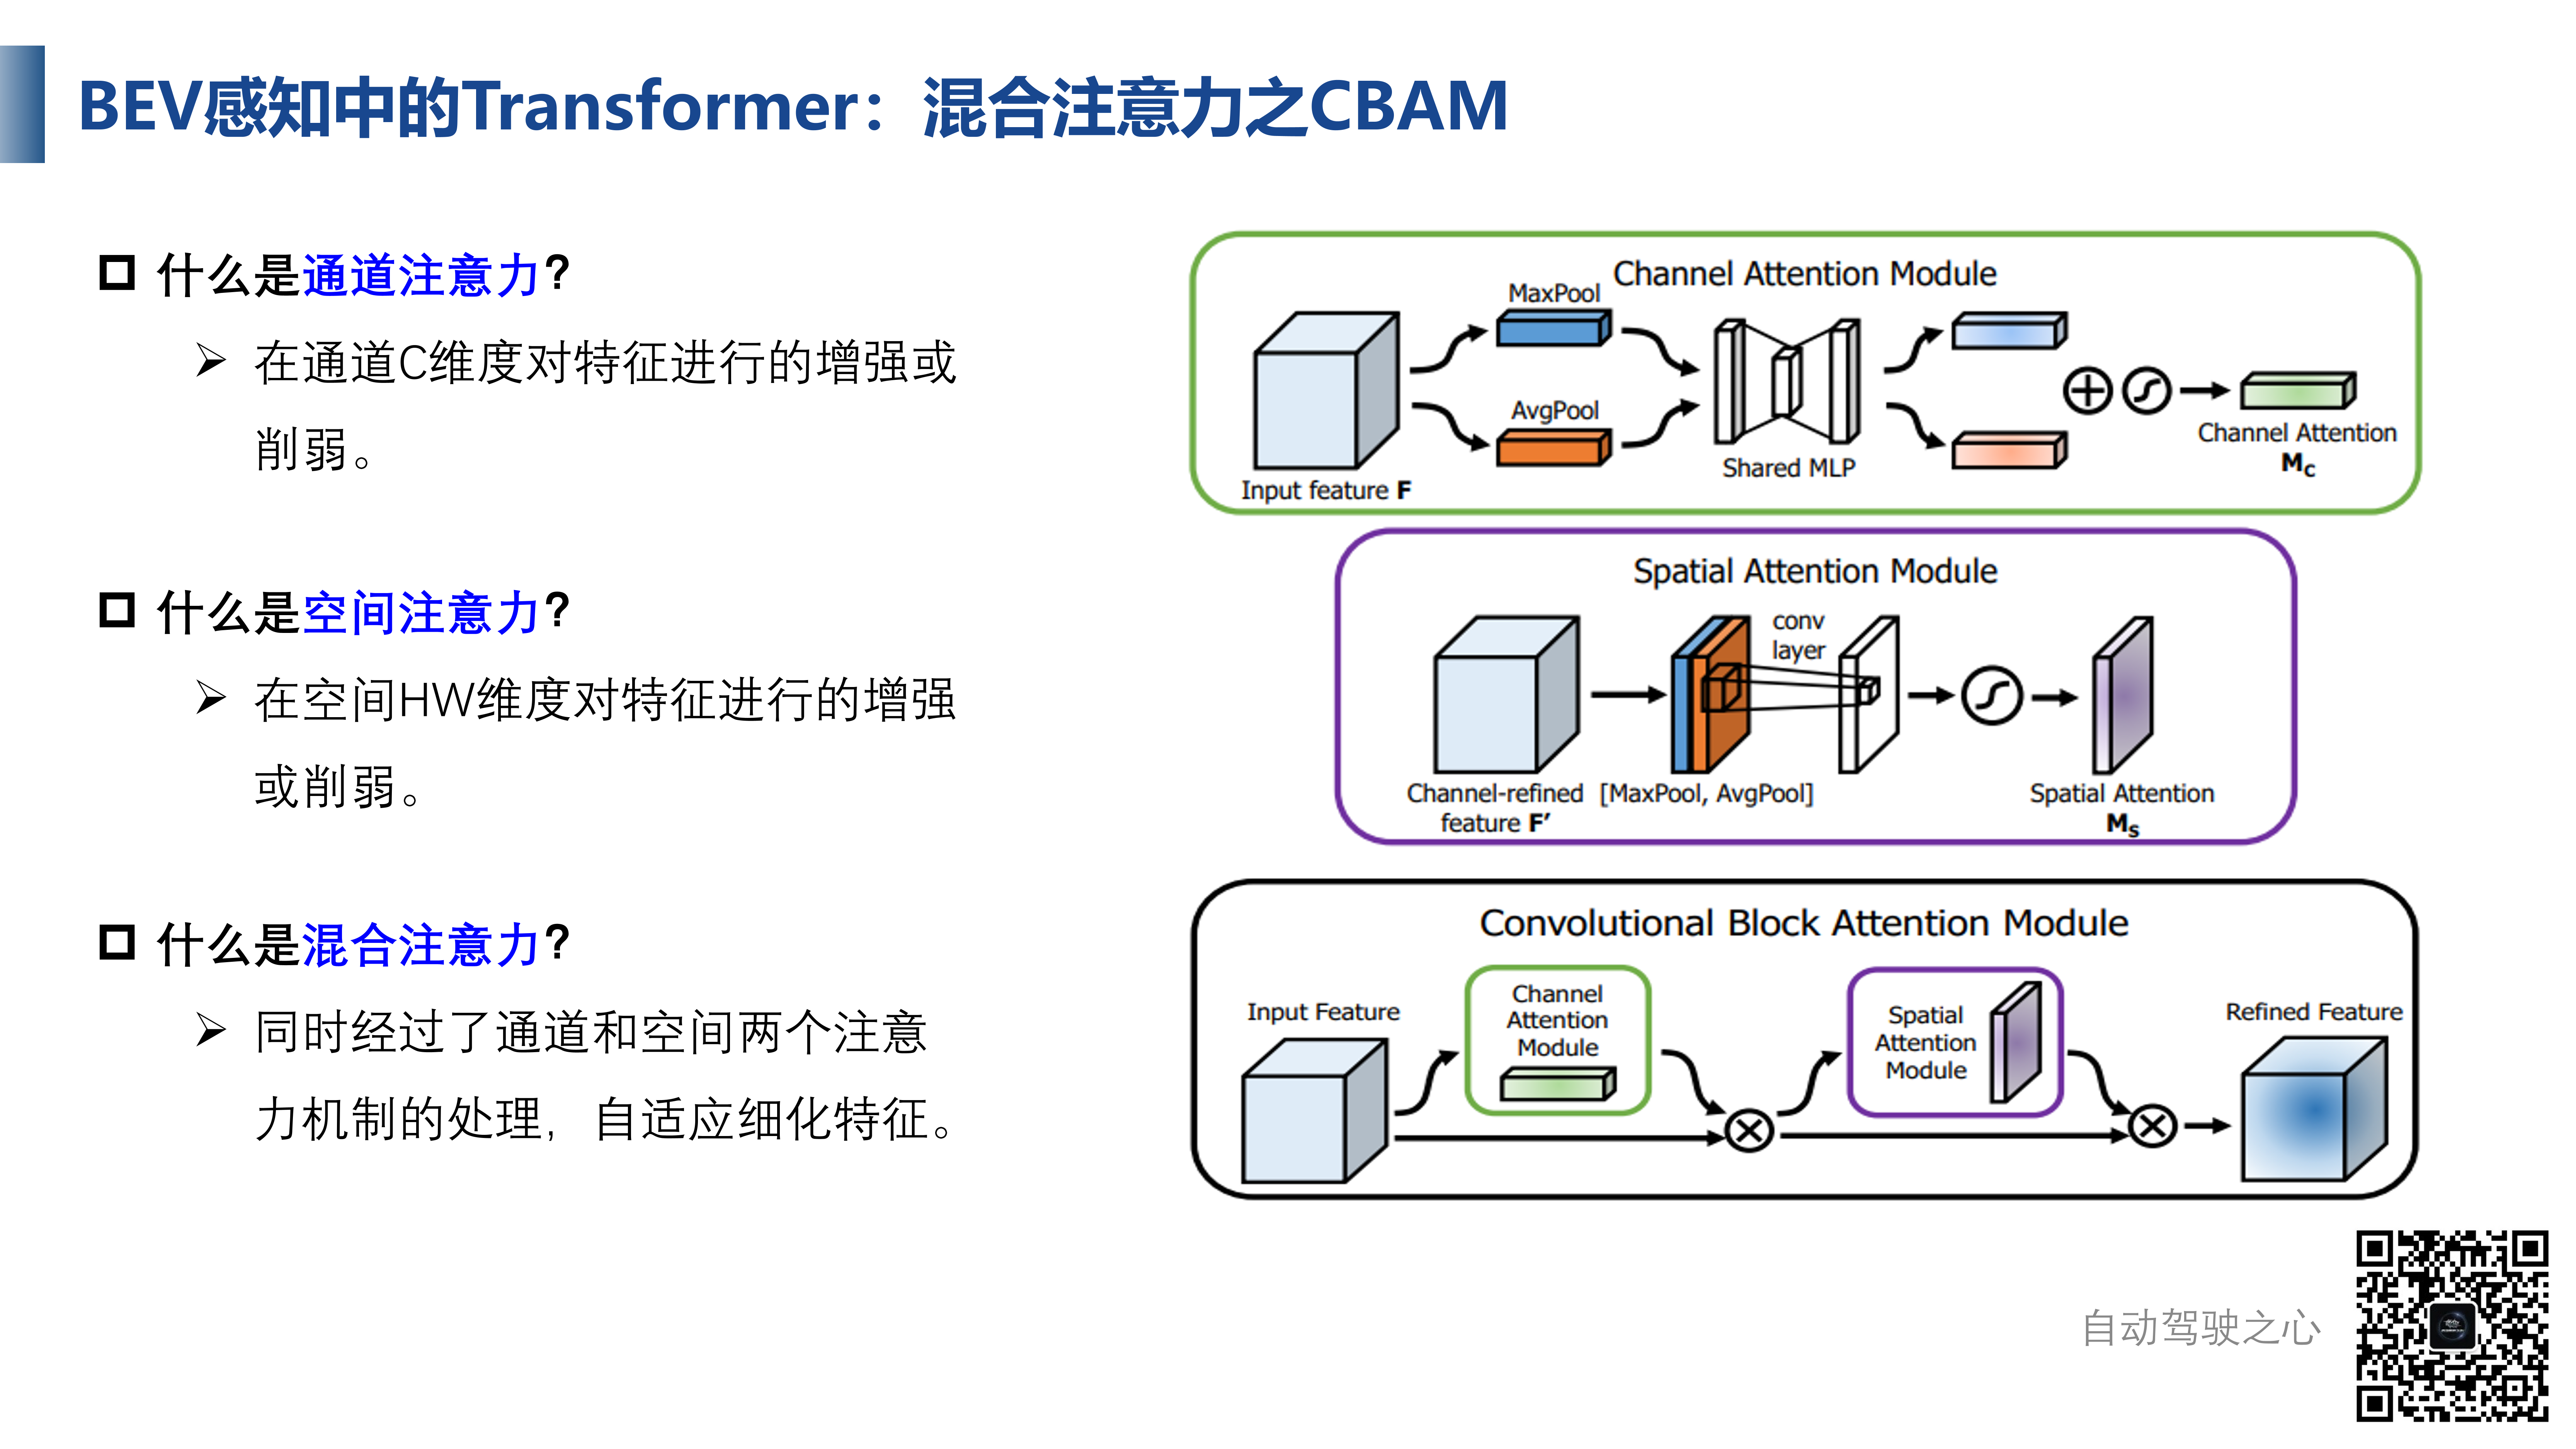 BEV感知中的Transformer：混合注意力之CBAM
什么是通道注意力？
在通道C维度对特征进行的增强或
削弱。
什么是空间注意力？
在空间HW维度对特征进行的增强
或削弱。
什么是混合注意力？
同时经过了通道和空间两个注意
力机制的处理，自适应细化特征。
Channel Attention Module
MaxPool
AvgPool
Input feature F
Shared MLP
Channel Attention
Mc
Spatial Attention Module
conv
layer
Channel-refined
feature F′
[MaxPool, AvgPool]
Spatial Attention
Ms
Convolutional Block Attention Module
Input Feature
Channel
Attention
Module
Spatial
Attention
Module
Refined Feature
自动驾驶之心